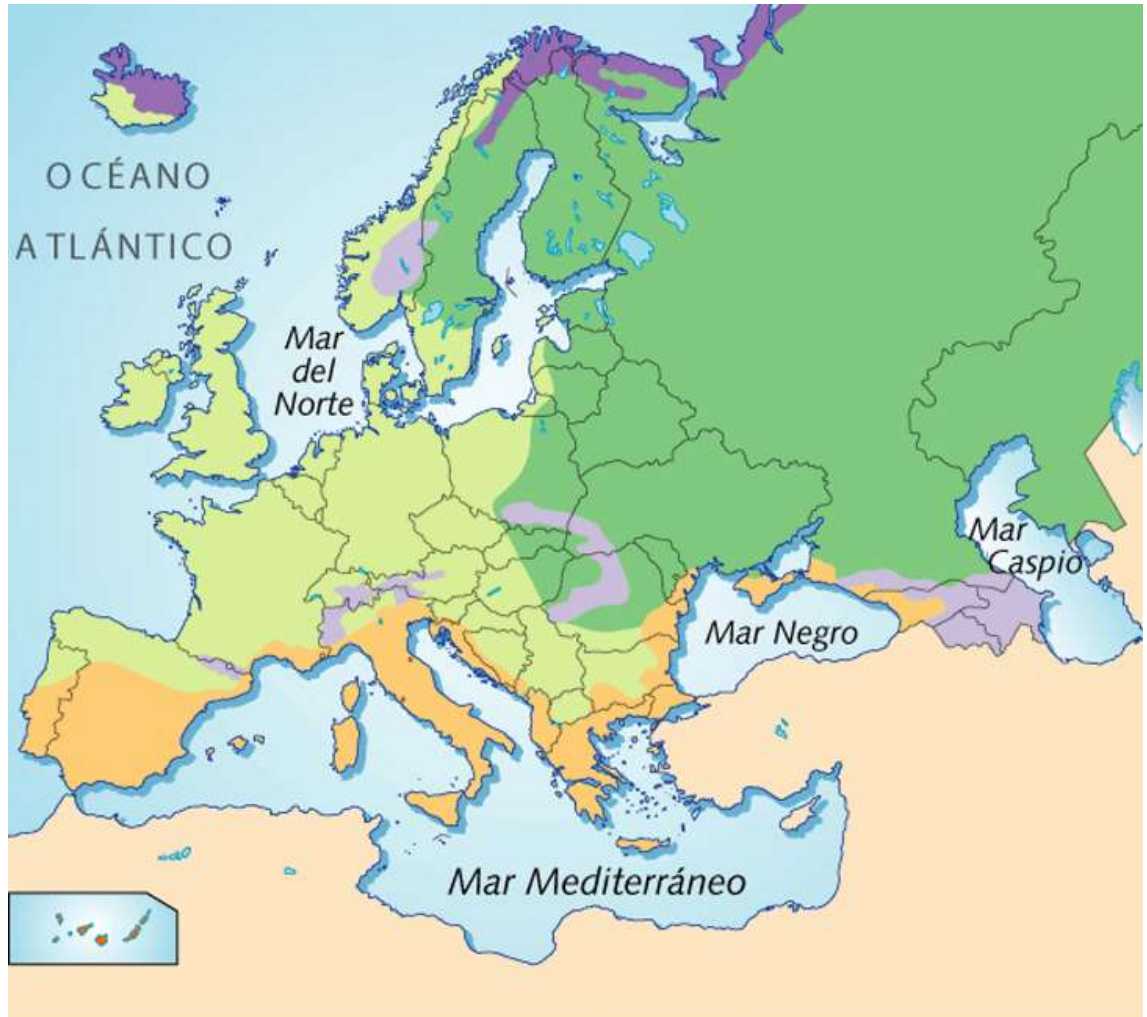 OCÉANO
ATLÁNTICO
Mar
del
Norte
Mar
Caspio
Mar Negro
Mar Mediterráneo